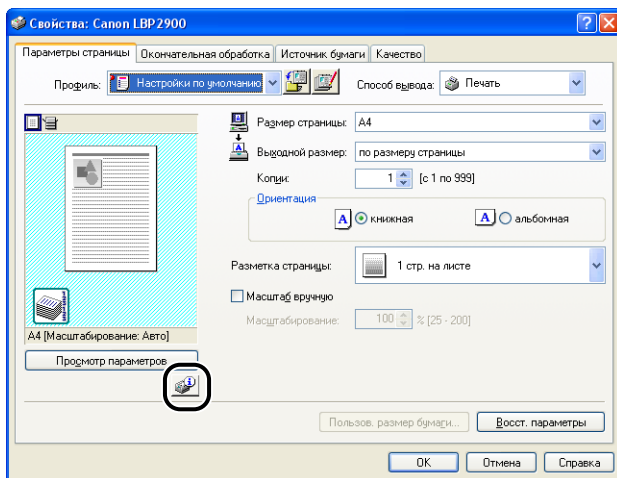 Свойства: Canon LBP2900
Параметры страницы Окончательная обработка Источник бумаги Качество
Профиль: Настройки по умолчанию Способ вывода: Печать
Размер страницы: A4
Выходной размер: по размеру страницы
Копии: 1 [с 1 по 999]
Ориентация
A книжная A альбомная
Разметка страницы: 1 стр. на листе
Масштаб вручную
Масштабирование: 100 % [25 - 200]
A4 [Масштабирование: Авто]
Просмотр параметров
Пользов. размер бумаги... Восст. параметры
OK Отмена Справка